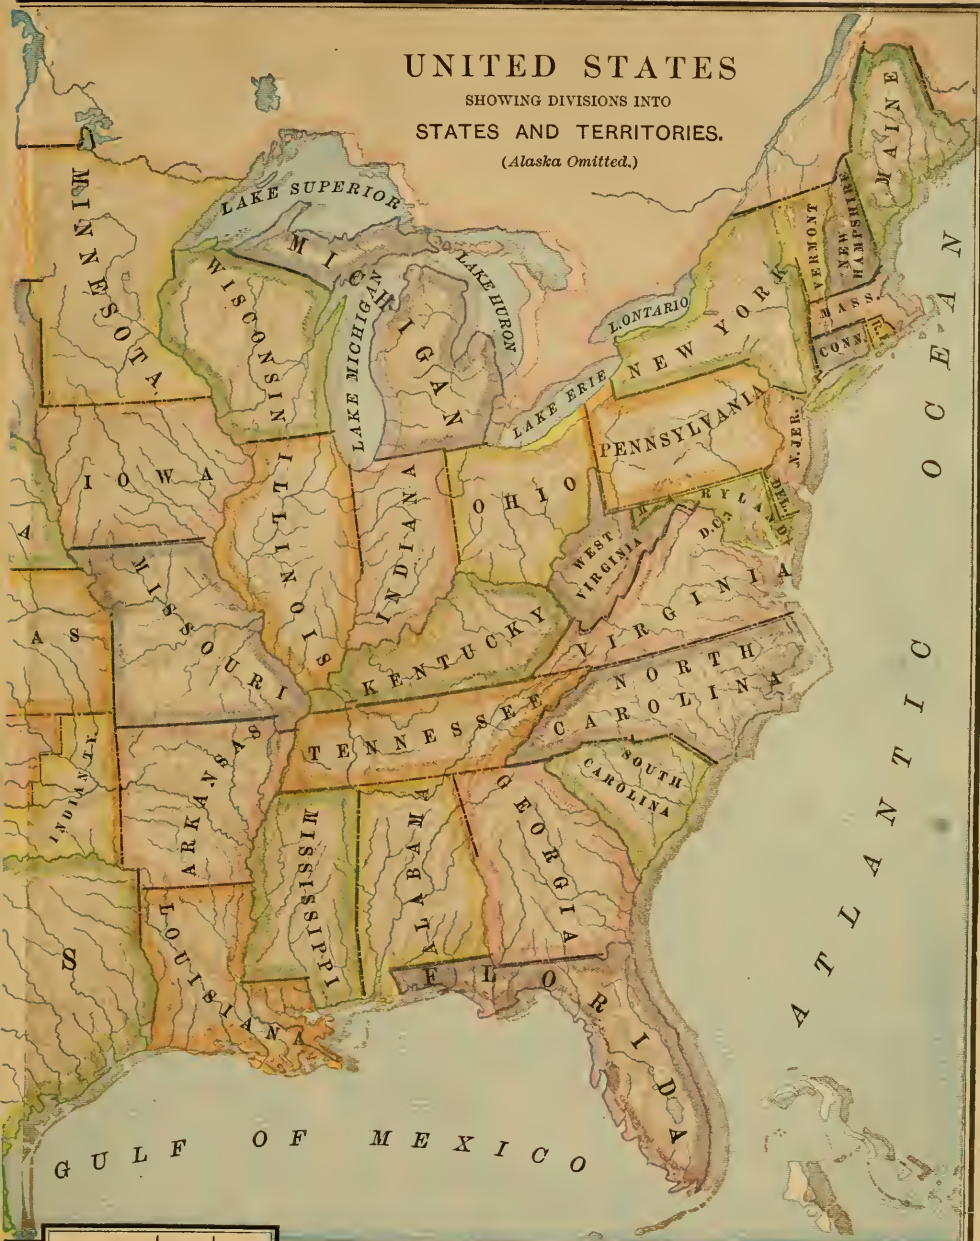 UNITED STATES
SHOWING DIVISIONS INTO
STATES AND TERRITORIES.
(Alaska Omitted.)
MAINE
NEW HAMPSHIRE
VERMONT
MASS.
CONN.
R.I.
NEW YORK
L. ONTARIO
LAKE ERIE
LAKE HURON
LAKE SUPERIOR
LAKE MICHIGAN
MICHIGAN
MINNESOTA
WISCONSIN
IOWA
ILLINOIS
INDIANA
OHIO
PENNSYLVANIA
N. JER.
DEL.
MARYLAND
D.C.
WEST VIRGINIA
VIRGINIA
KENTUCKY
MISSOURI
A
AS
TENNESSEE
NORTH CAROLINA
SOUTH CAROLINA
ARKANSAS
INDIAN TY.
MISSISSIPPI
ALABAMA
GEORGIA
LOUISIANA
S
FLORIDA
ATLANTIC OCEAN
GULF OF MEXICO